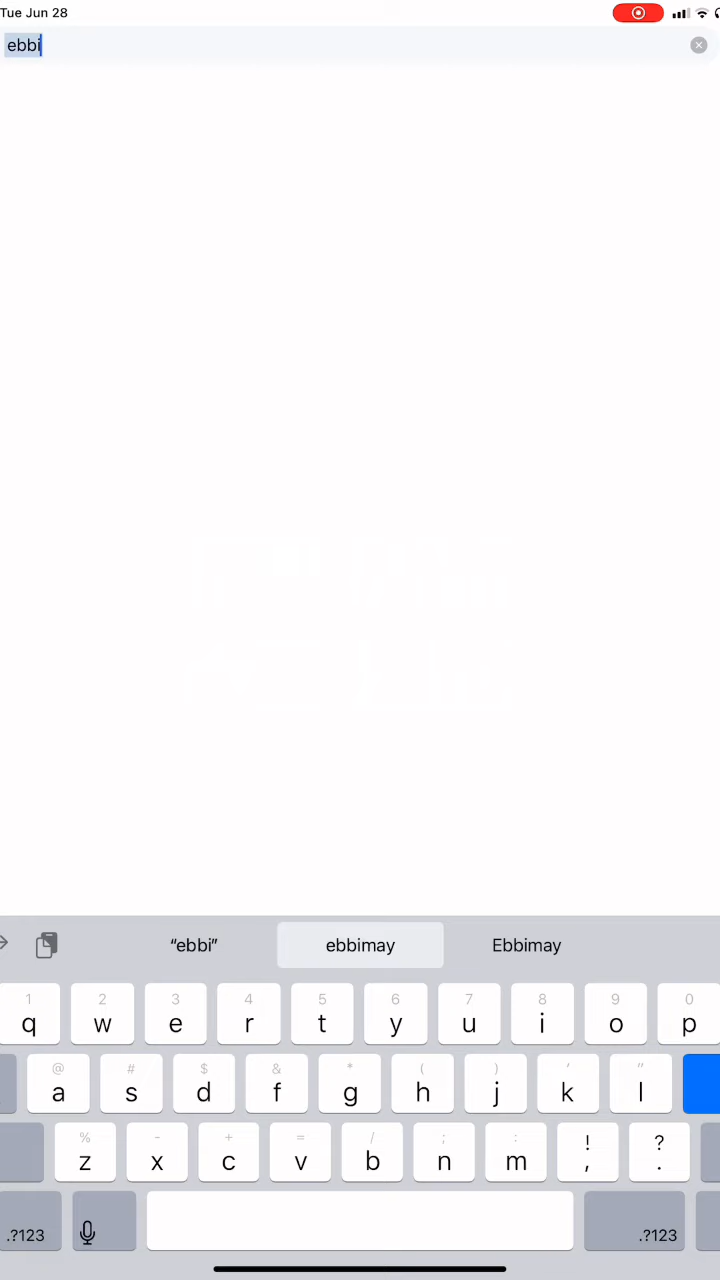 Tue Jun 28
ebbi
“ebbi” ebbimay Ebbimay
1 2 3 4 5 6 7 8 9 0
q w e r t y u i o p
@ # $ & * ( ) ' "
a s d f g h j k l
% - + = / ; : ! ?
z x c v b n m , .
.?123 .?123